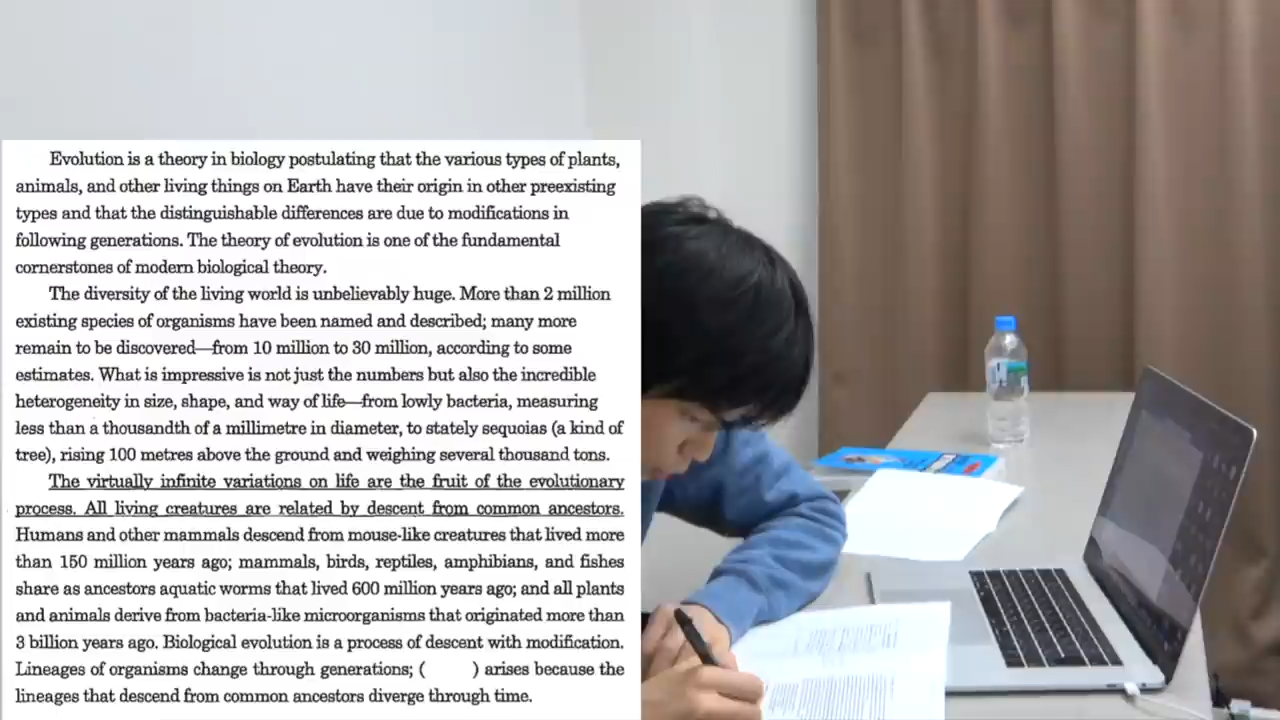 Evolution is a theory in biology postulating that the various types of plants,
animals, and other living things on Earth have their origin in other preexisting
types and that the distinguishable differences are due to modifications in
following generations. The theory of evolution is one of the fundamental
cornerstones of modern biological theory.
The diversity of the living world is unbelievably huge. More than 2 million
existing species of organisms have been named and described; many more
remain to be discovered—from 10 million to 30 million, according to some
estimates. What is impressive is not just the numbers but also the incredible
heterogeneity in size, shape, and way of life—from lowly bacteria, measuring
less than a thousandth of a millimetre in diameter, to stately sequoias (a kind of
tree), rising 100 metres above the ground and weighing several thousand tons.
The virtually infinite variations on life are the fruit of the evolutionary
process. All living creatures are related by descent from common ancestors.
Humans and other mammals descend from mouse-like creatures that lived more
than 150 million years ago; mammals, birds, reptiles, amphibians, and fishes
share as ancestors aquatic worms that lived 600 million years ago; and all plants
and animals derive from bacteria-like microorganisms that originated more than
3 billion years ago. Biological evolution is a process of descent with modification.
Lineages of organisms change through generations; (     ) arises because the
lineages that descend from common ancestors diverge through time.